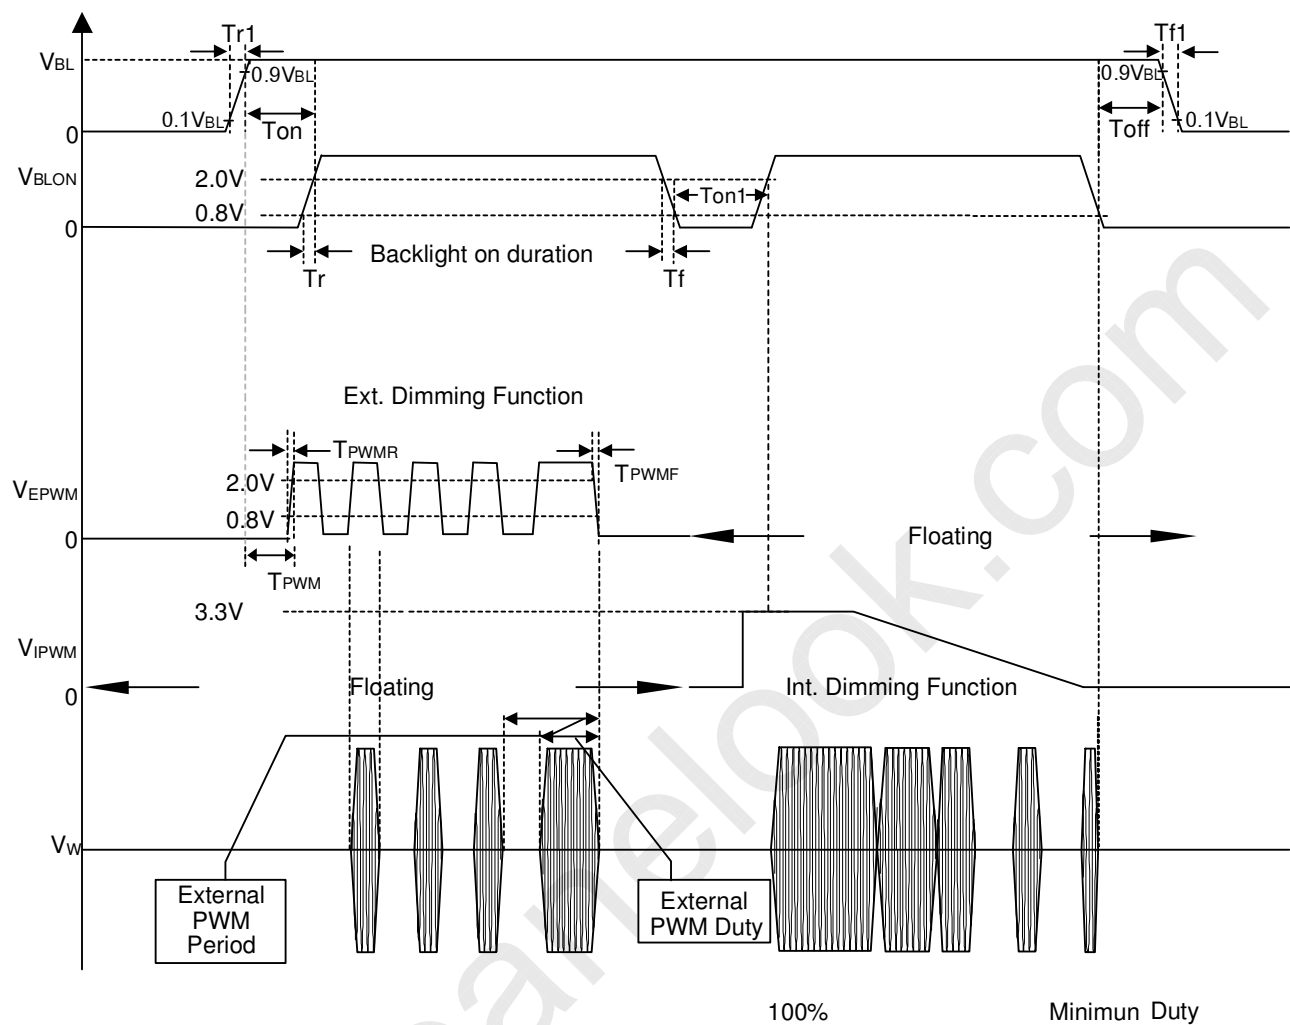 Tr1
Tf1
VBL
0.9VBL
0.9VBL
0.1VBL
Ton
Toff
0.1VBL
0
VBLON
2.0V
Ton1
0.8V
0
Backlight on duration
Tr
Tf
Ext. Dimming Function
TPWMR
TPWMF
2.0V
VEPWM
0.8V
0
Floating
TPWM
3.3V
VIPWM
Floating
Int. Dimming Function
0
VW
External
PWM
Period
External
PWM Duty
100%
Minimun Duty
anelook.com